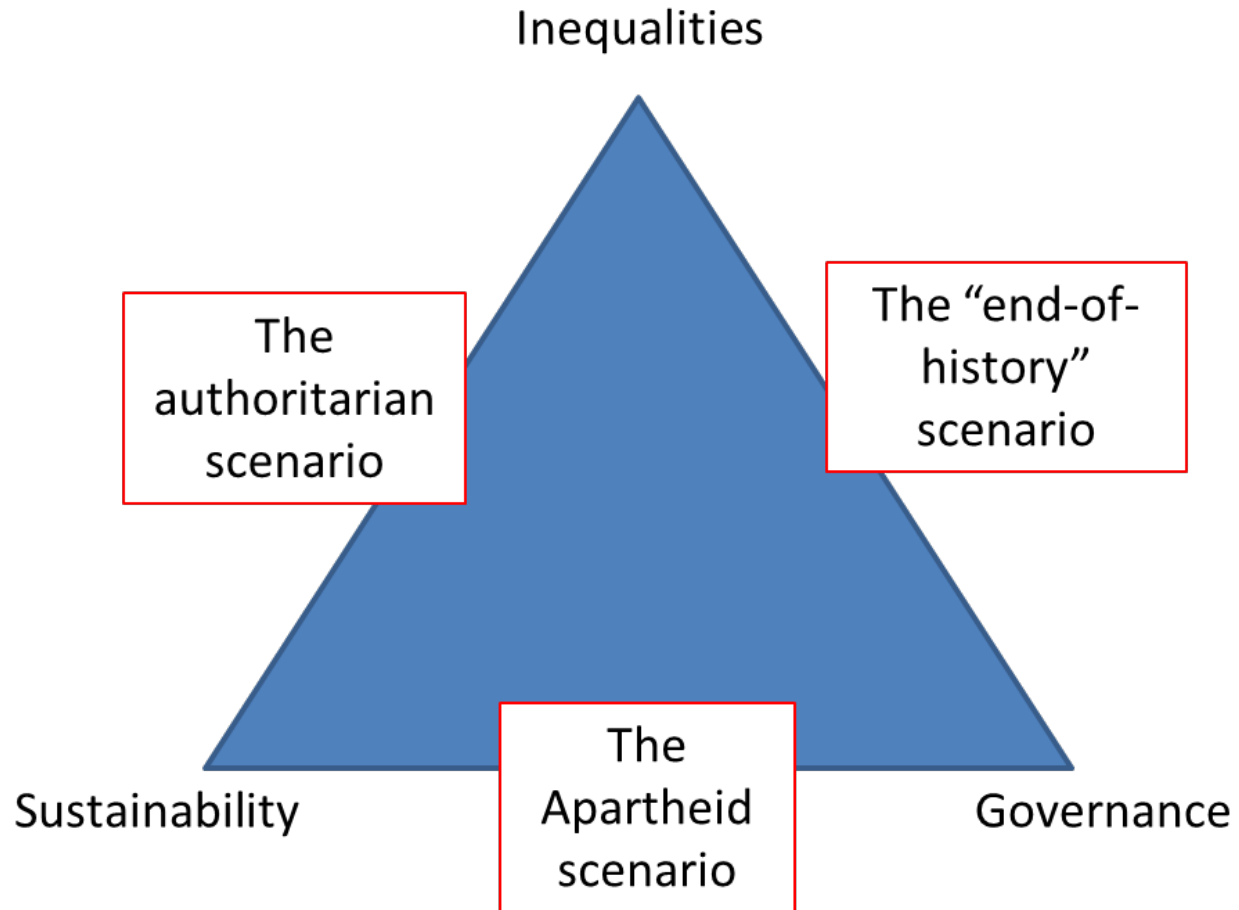 Inequalities
The “end-of-
history”
scenario
The
authoritarian
scenario
The
Apartheid
scenario
Sustainability
Governance